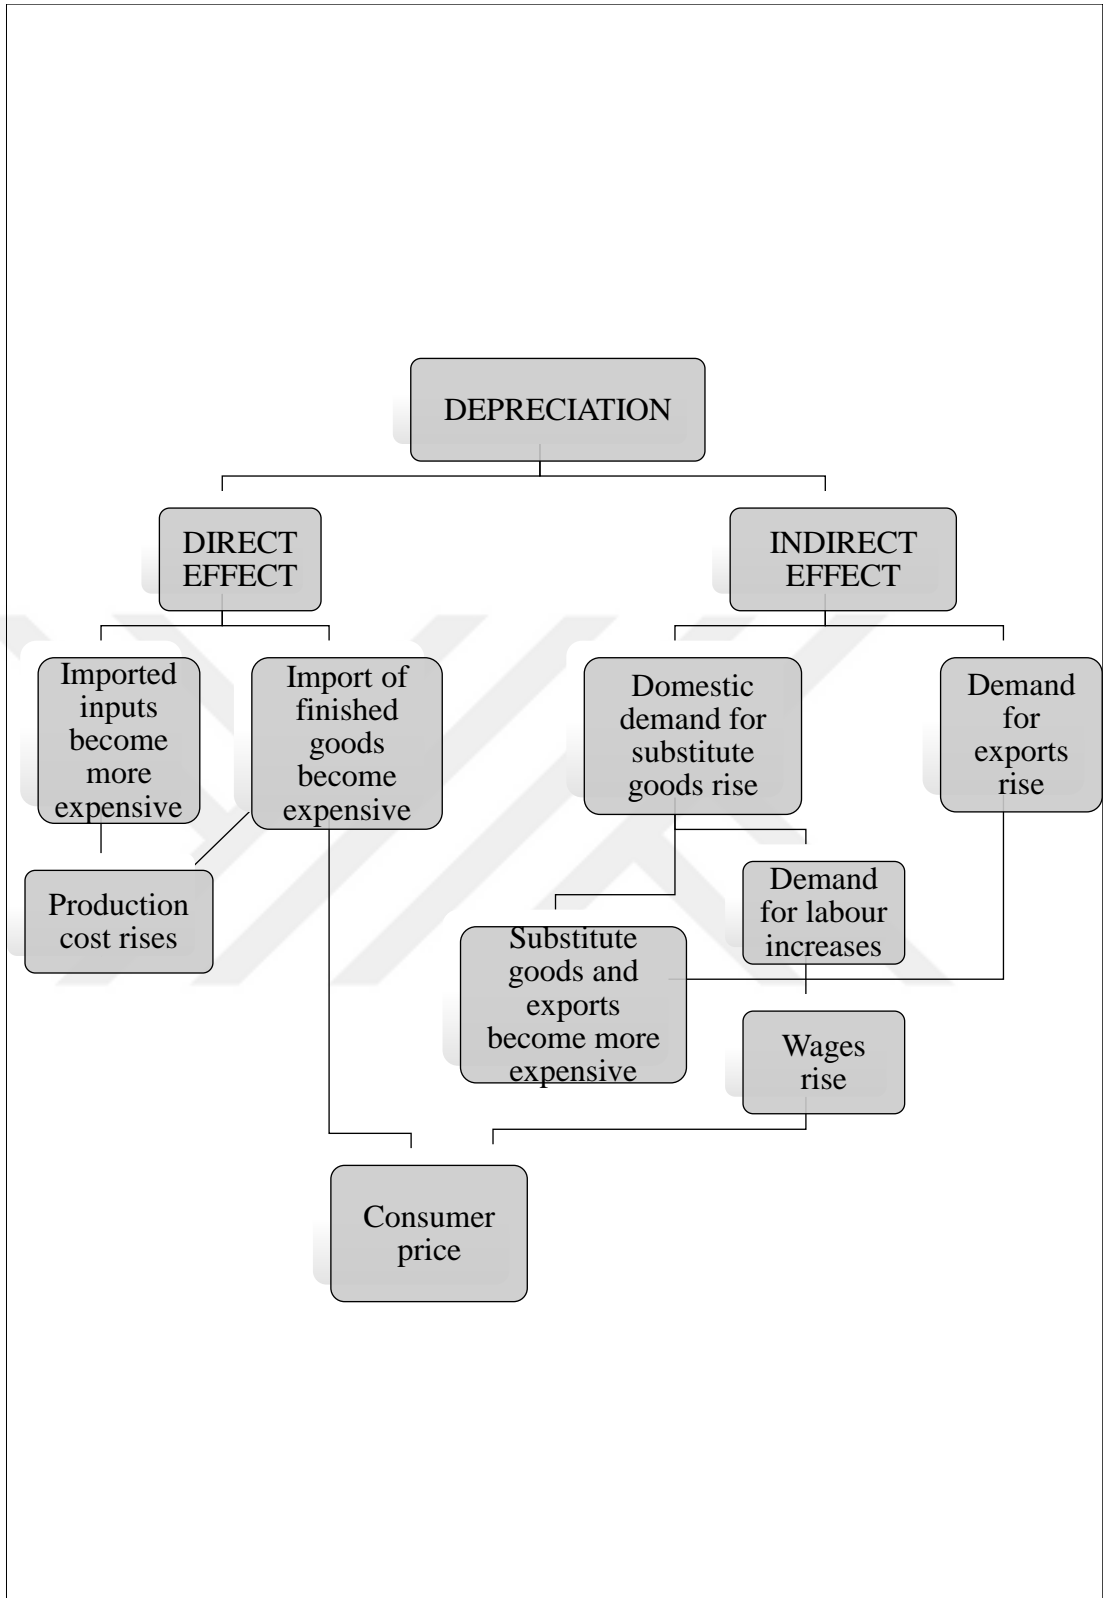 DEPRECIATION
DIRECT
EFFECT
INDIRECT
EFFECT
Imported
inputs
become
more
expensive
Import of
finished
goods
become
expensive
Domestic
demand for
substitute
goods rise
Demand
for
exports
rise
Production
cost rises
Demand
for labour
increases
Substitute
goods and
exports
become more
expensive
Wages
rise
Consumer
price